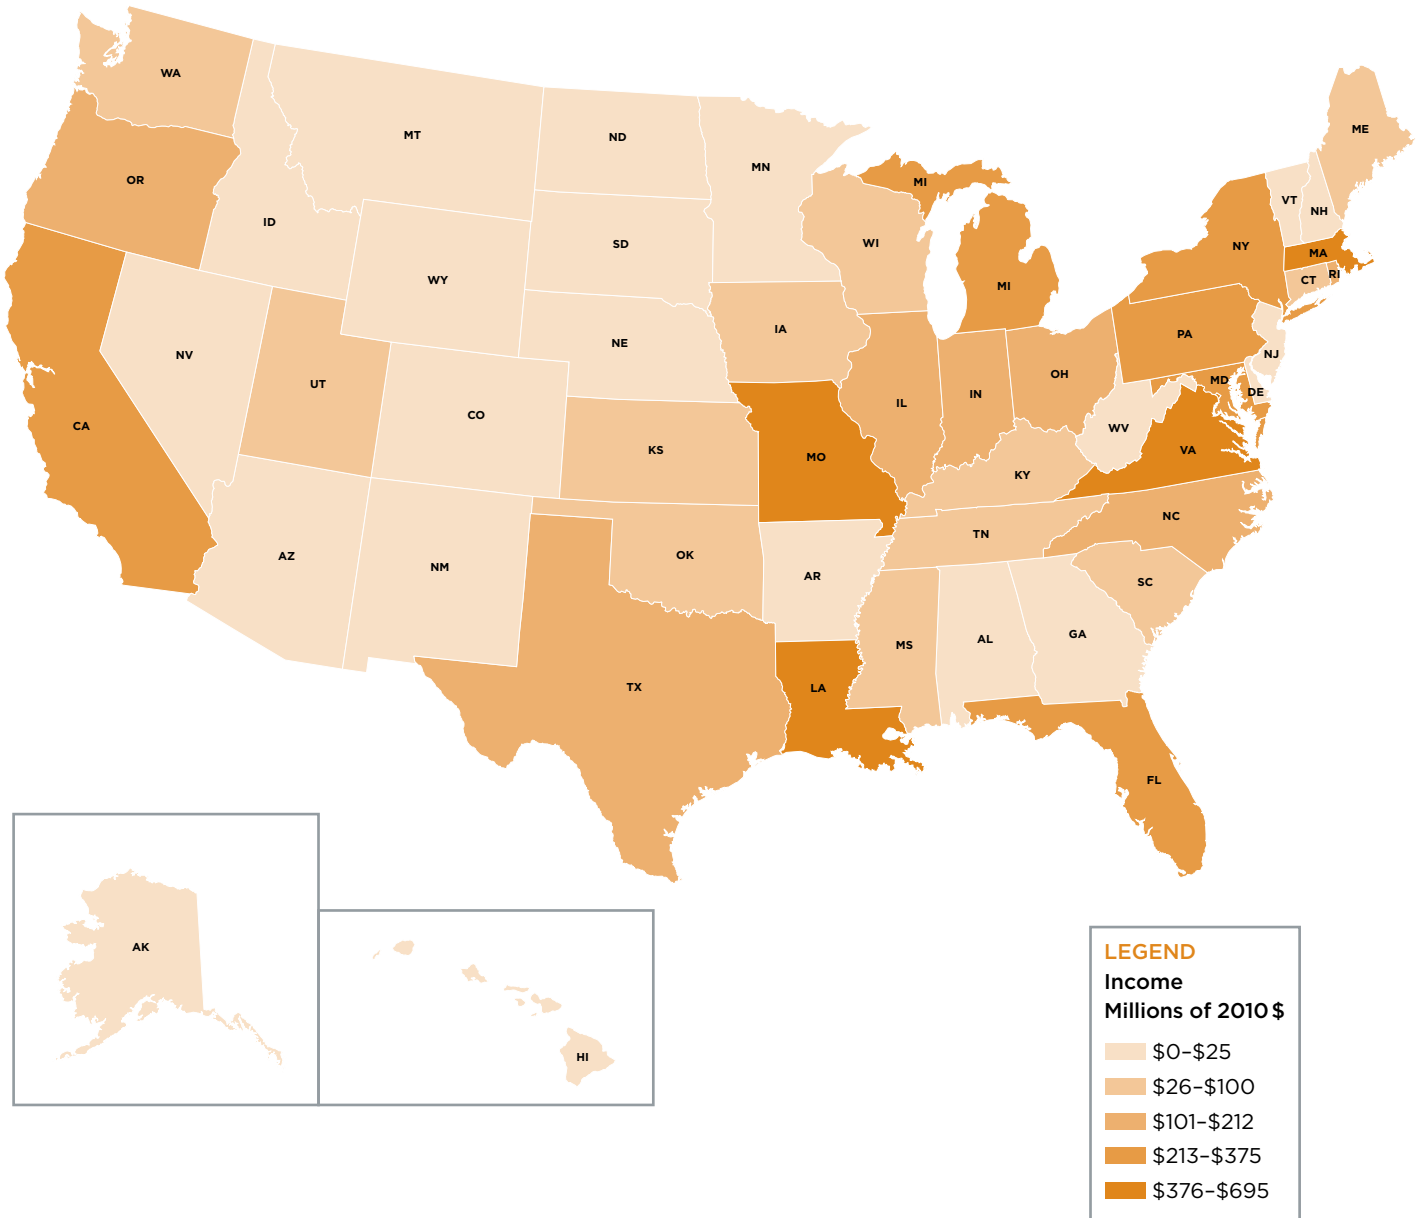 WA
ME
MT
ND
MN
OR
MI
VT
NH
ID
SD
WI
NY
MA
RI
CT
WY
MI
IA
PA
NV
NE
NJ
UT
OH
MD
DE
IN
CO
IL
CA
WV
KS
MO
VA
KY
NC
TN
AZ
OK
NM
AR
SC
GA
AL
MS
TX
LA
FL
AK
HI
LEGEND
Income
Millions of 2010 $
$0–$25
$26–$100
$101–$212
$213–$375
$376–$695